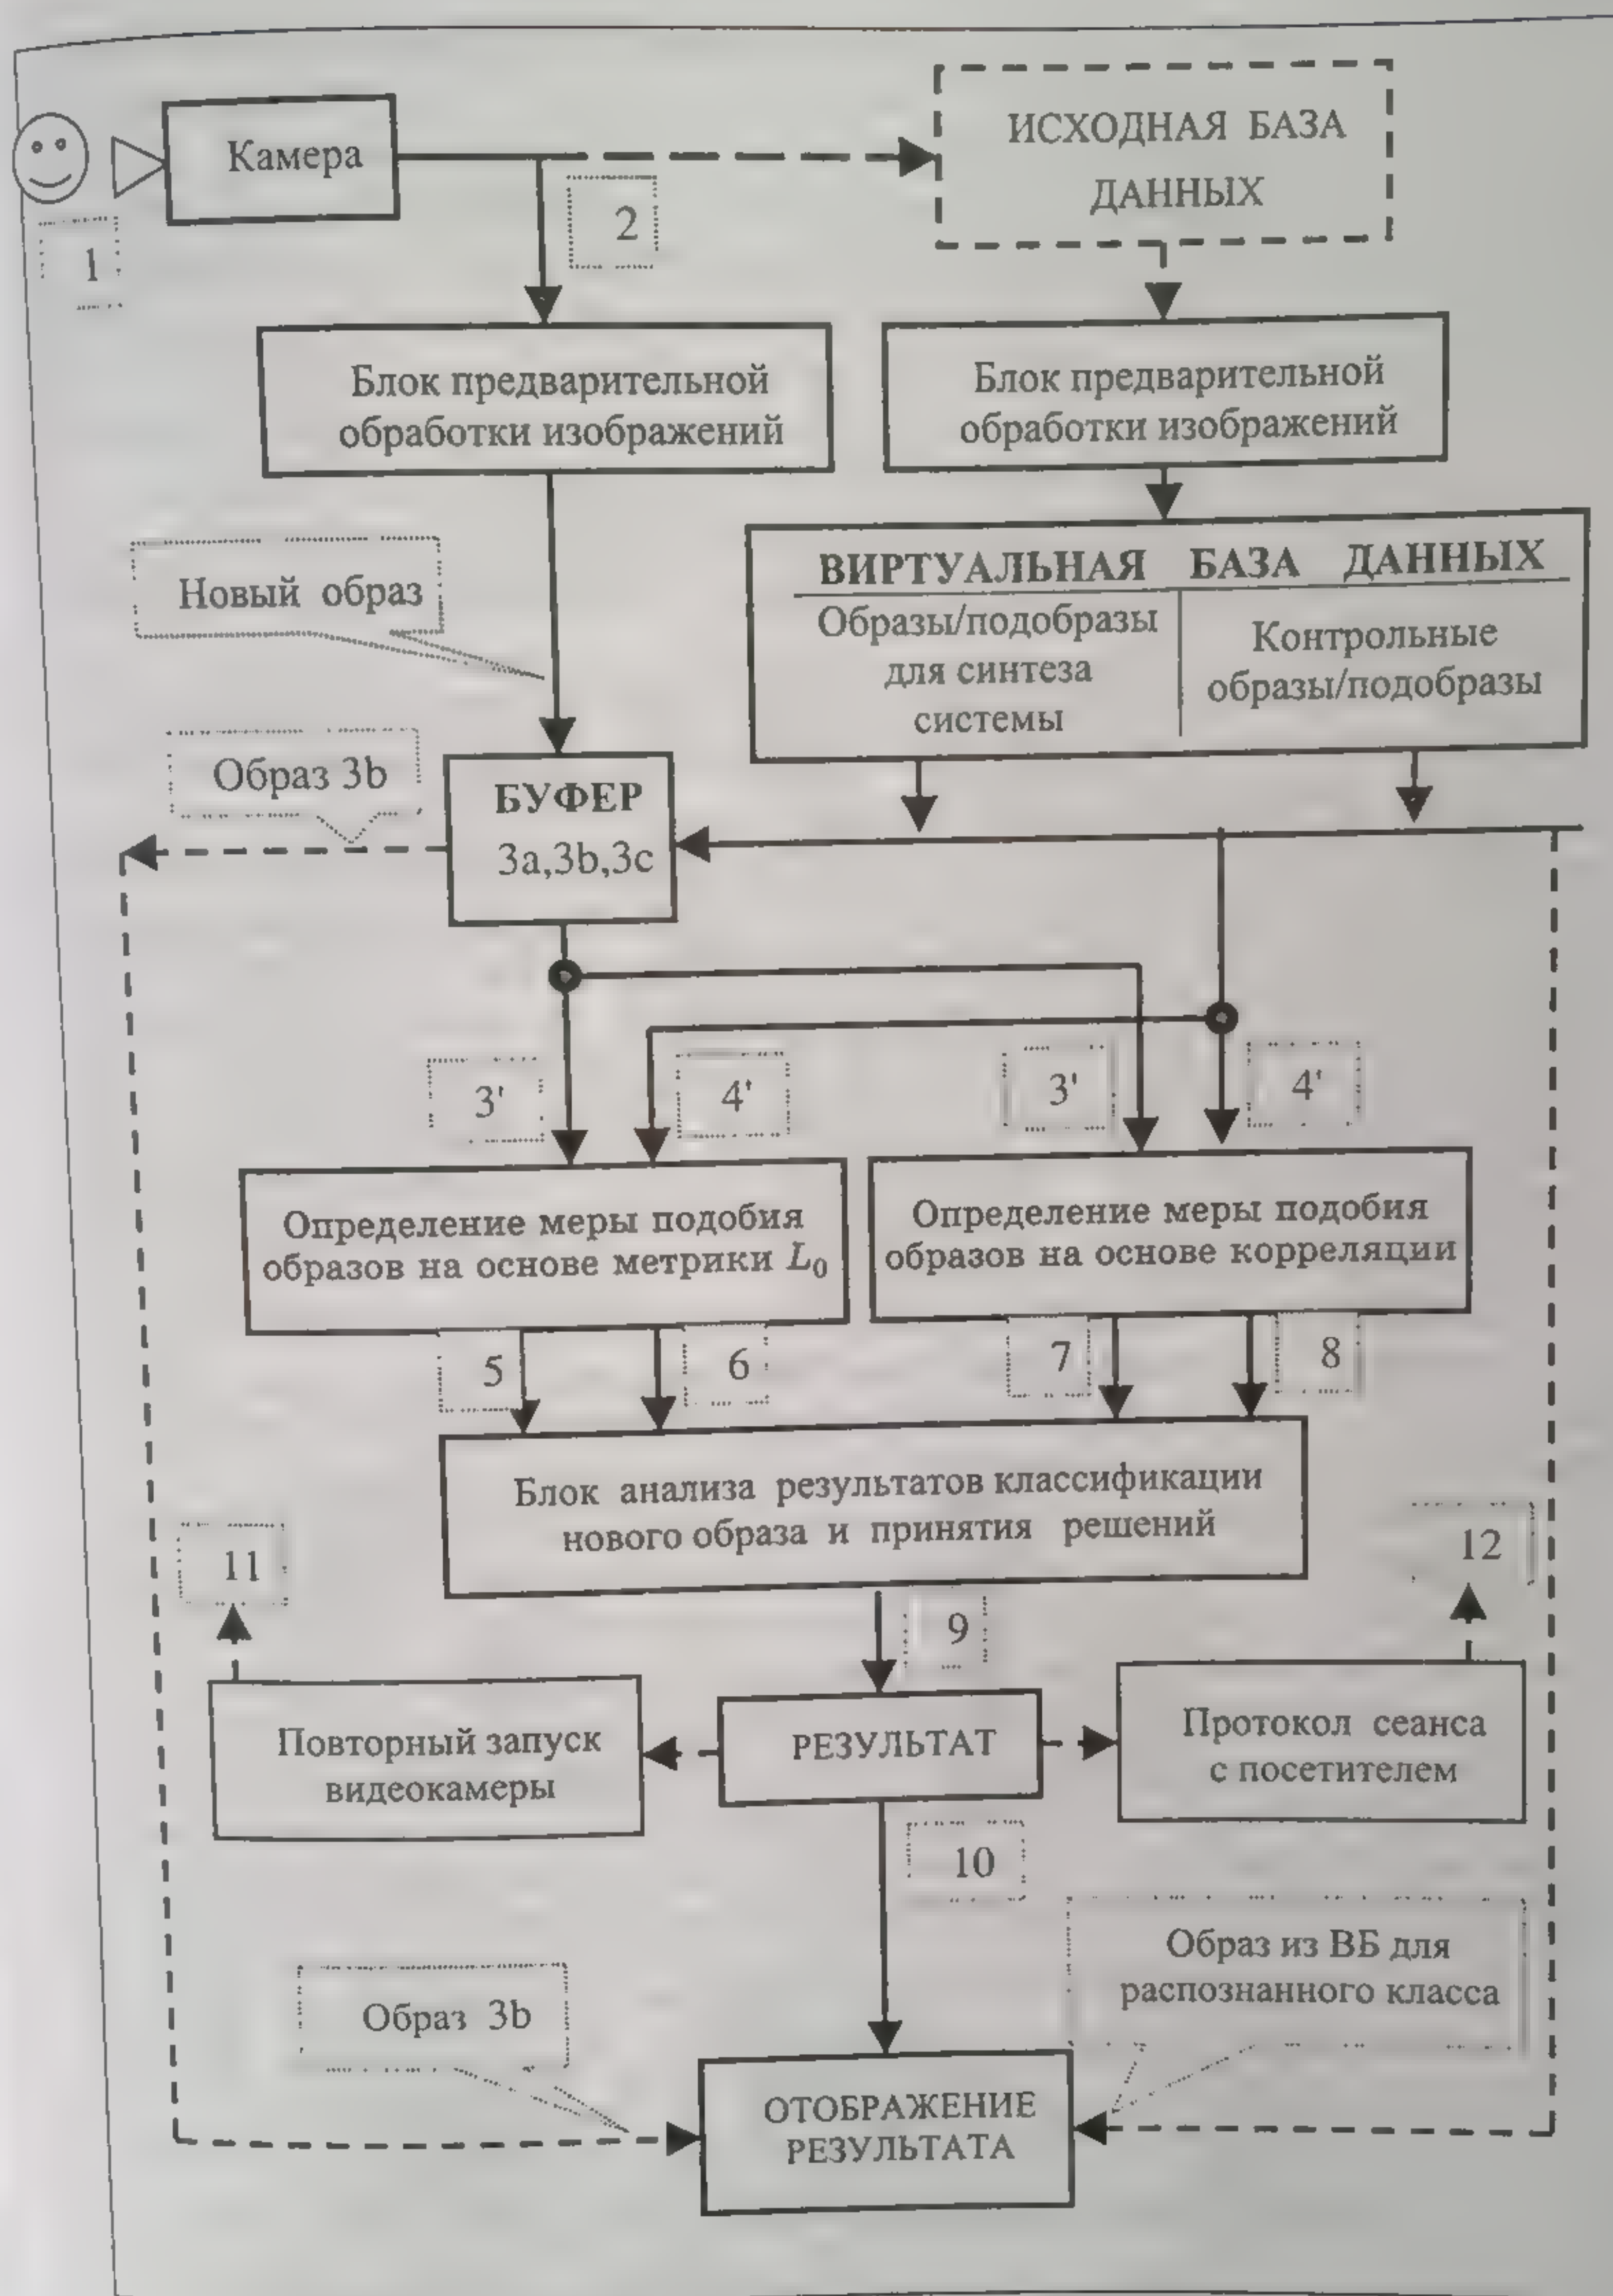 Камера
ИСХОДНАЯ БАЗА
ДАННЫХ
1
2
Блок предварительной
обработки изображений
Блок предварительной
обработки изображений
Новый образ
ВИРТУАЛЬНАЯ БАЗА ДАННЫХ
Образы/подобразы
для синтеза
системы
Контрольные
образы/подобразы
Образ 3b
БУФЕР
3a,3b,3c
3'
4'
3'
4'
Определение меры подобия
образов на основе метрики L₀
Определение меры подобия
образов на основе корреляции
5
6
7
8
Блок анализа результатов классификации
нового образа и принятия решений
11
12
9
Повторный запуск
видеокамеры
РЕЗУЛЬТАТ
Протокол сеанса
с посетителем
10
Образ 3b
Образ из ВБ для
распознанного класса
ОТОБРАЖЕНИЕ
РЕЗУЛЬТАТА